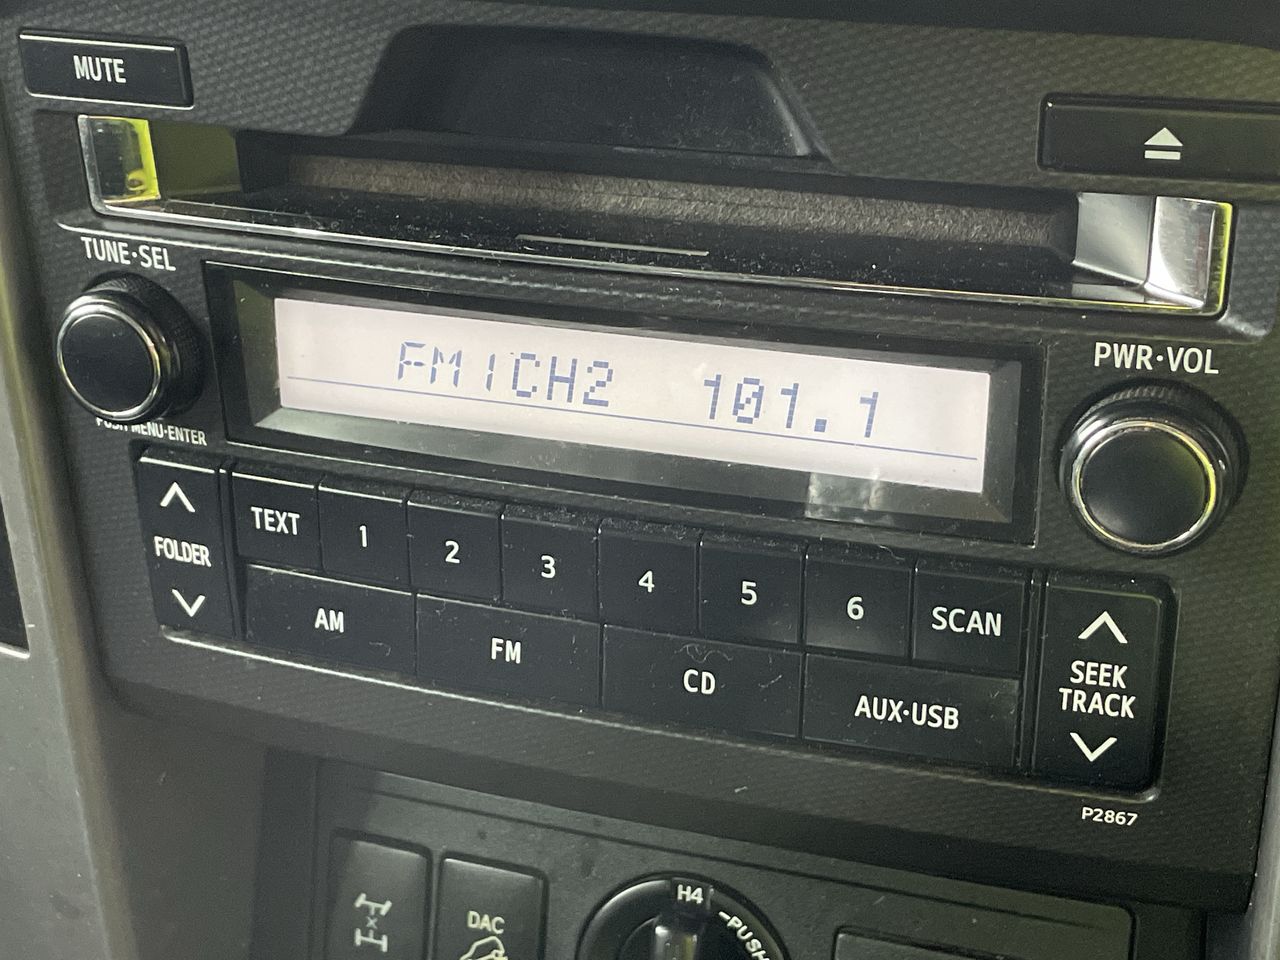 MUTE
TUNE·SEL
PUSH MENU·ENTER
FM1CH2 101.1
PWR·VOL
FOLDER
TEXT
1
2
3
4
5
6
SCAN
AM
FM
CD
AUX·USB
SEEK
TRACK
P2867
DAC
H4
PUSH